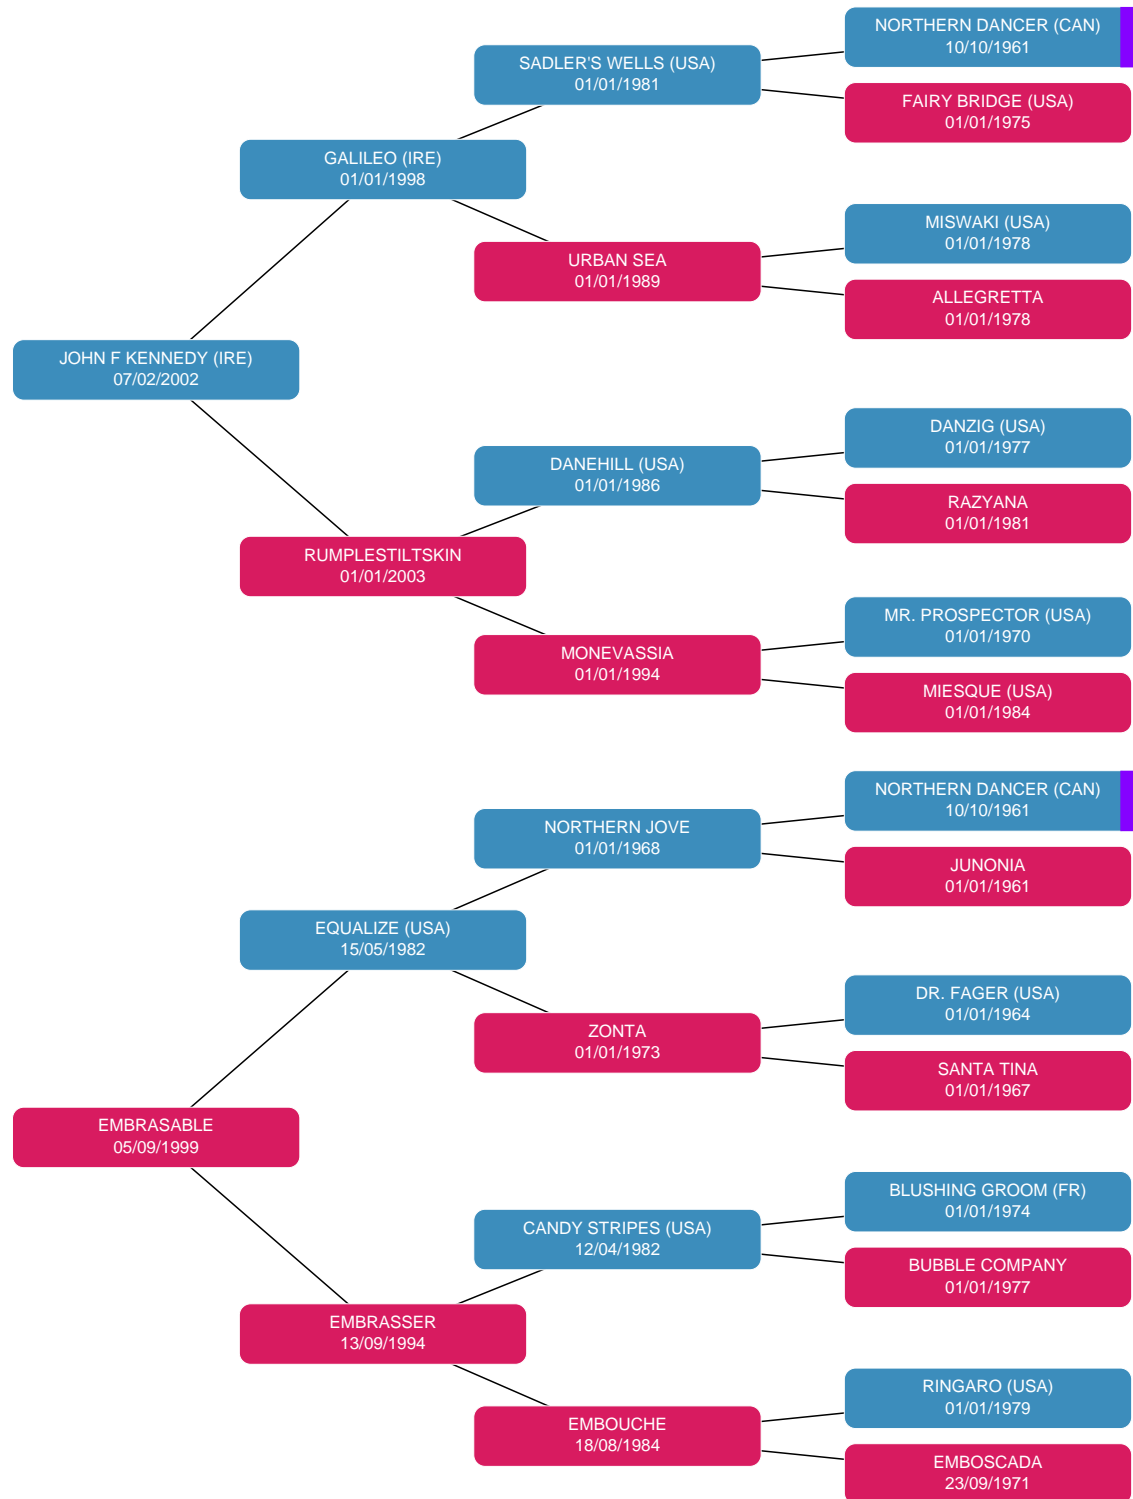 NORTHERN DANCER (CAN)
10/10/1961
SADLER'S WELLS (USA)
01/01/1981
FAIRY BRIDGE (USA)
01/01/1975
GALILEO (IRE)
01/01/1998
MISWAKI (USA)
01/01/1978
URBAN SEA
01/01/1989
ALLEGRETTA
01/01/1978
JOHN F KENNEDY (IRE)
07/02/2002
DANZIG (USA)
01/01/1977
DANEHILL (USA)
01/01/1986
RAZYANA
01/01/1981
RUMPLESTILTSKIN
01/01/2003
MR. PROSPECTOR (USA)
01/01/1970
MONEVASSIA
01/01/1994
MIESQUE (USA)
01/01/1984
NORTHERN DANCER (CAN)
10/10/1961
NORTHERN JOVE
01/01/1968
JUNONIA
01/01/1961
EQUALIZE (USA)
15/05/1982
DR. FAGER (USA)
01/01/1964
ZONTA
01/01/1973
SANTA TINA
01/01/1967
EMBRASABLE
05/09/1999
BLUSHING GROOM (FR)
01/01/1974
CANDY STRIPES (USA)
12/04/1982
BUBBLE COMPANY
01/01/1977
EMBRASSER
13/09/1994
RINGARO (USA)
01/01/1979
EMBOUCHE
18/08/1984
EMBOSCADA
23/09/1971